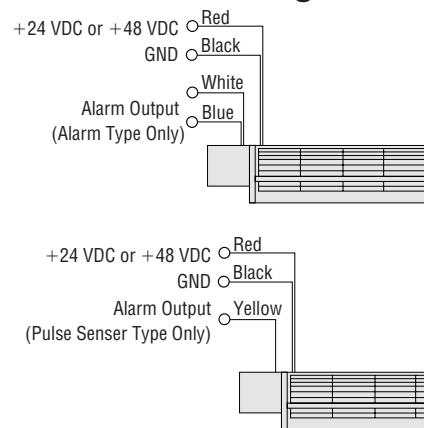 +24 VDC or +48 VDC Red
GND Black
White
Alarm Output
Blue
(Alarm Type Only)
+24 VDC or +48 VDC Red
GND Black
Alarm Output Yellow
(Pulse Senser Type Only)